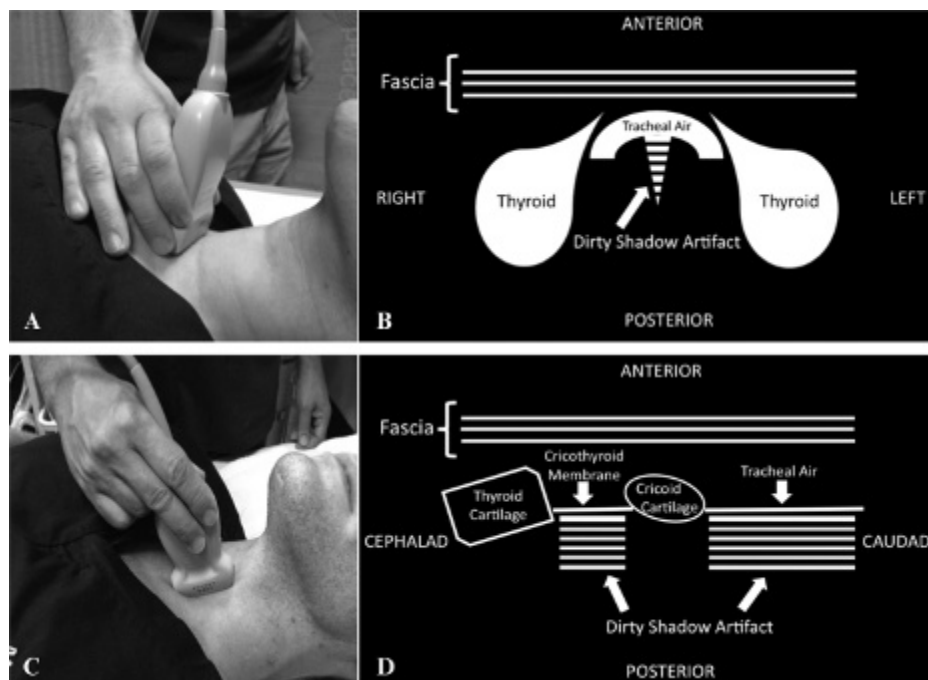 A
ANTERIOR
Fascia
Tracheal Air
RIGHT
Thyroid
Thyroid
LEFT
Dirty Shadow Artifact
B
POSTERIOR
C
ANTERIOR
Fascia
Cricothyroid
Membrane
Tracheal Air
Thyroid
Cartilage
Cricoid
Cartilage
CEPHALAD
CAUDAD
Dirty Shadow Artifact
D
POSTERIOR